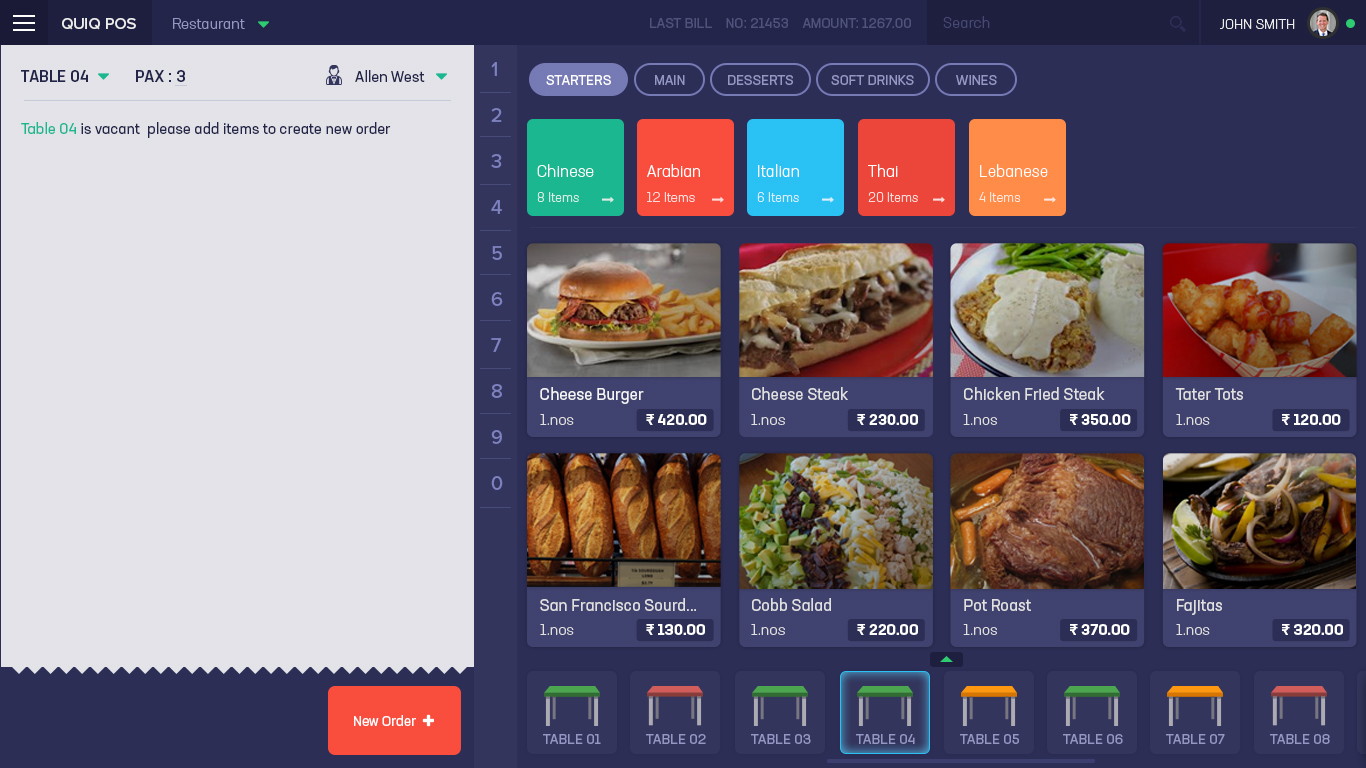 QUIQ POS
Restaurant
LAST BILL NO: 21453 AMOUNT: 1267.00
Search
JOHN SMITH
TABLE 04
PAX : 3
Allen West
Table 04 is vacant please add items to create new order
New Order +
1
2
3
4
5
6
7
8
9
0
STARTERS
MAIN
DESSERTS
SOFT DRINKS
WINES
Chinese
8 Items
Arabian
12 Items
Italian
6 Items
Thai
20 Items
Lebanese
4 Items
Cheese Burger
1.nos ₹ 420.00
Cheese Steak
1.nos ₹ 230.00
Chicken Fried Steak
1.nos ₹ 350.00
Tater Tots
1.nos ₹ 120.00
San Francisco Sourd...
1.nos ₹ 130.00
Cobb Salad
1.nos ₹ 220.00
Pot Roast
1.nos ₹ 370.00
Fajitas
1.nos ₹ 320.00
TABLE 01
TABLE 02
TABLE 03
TABLE 04
TABLE 05
TABLE 06
TABLE 07
TABLE 08